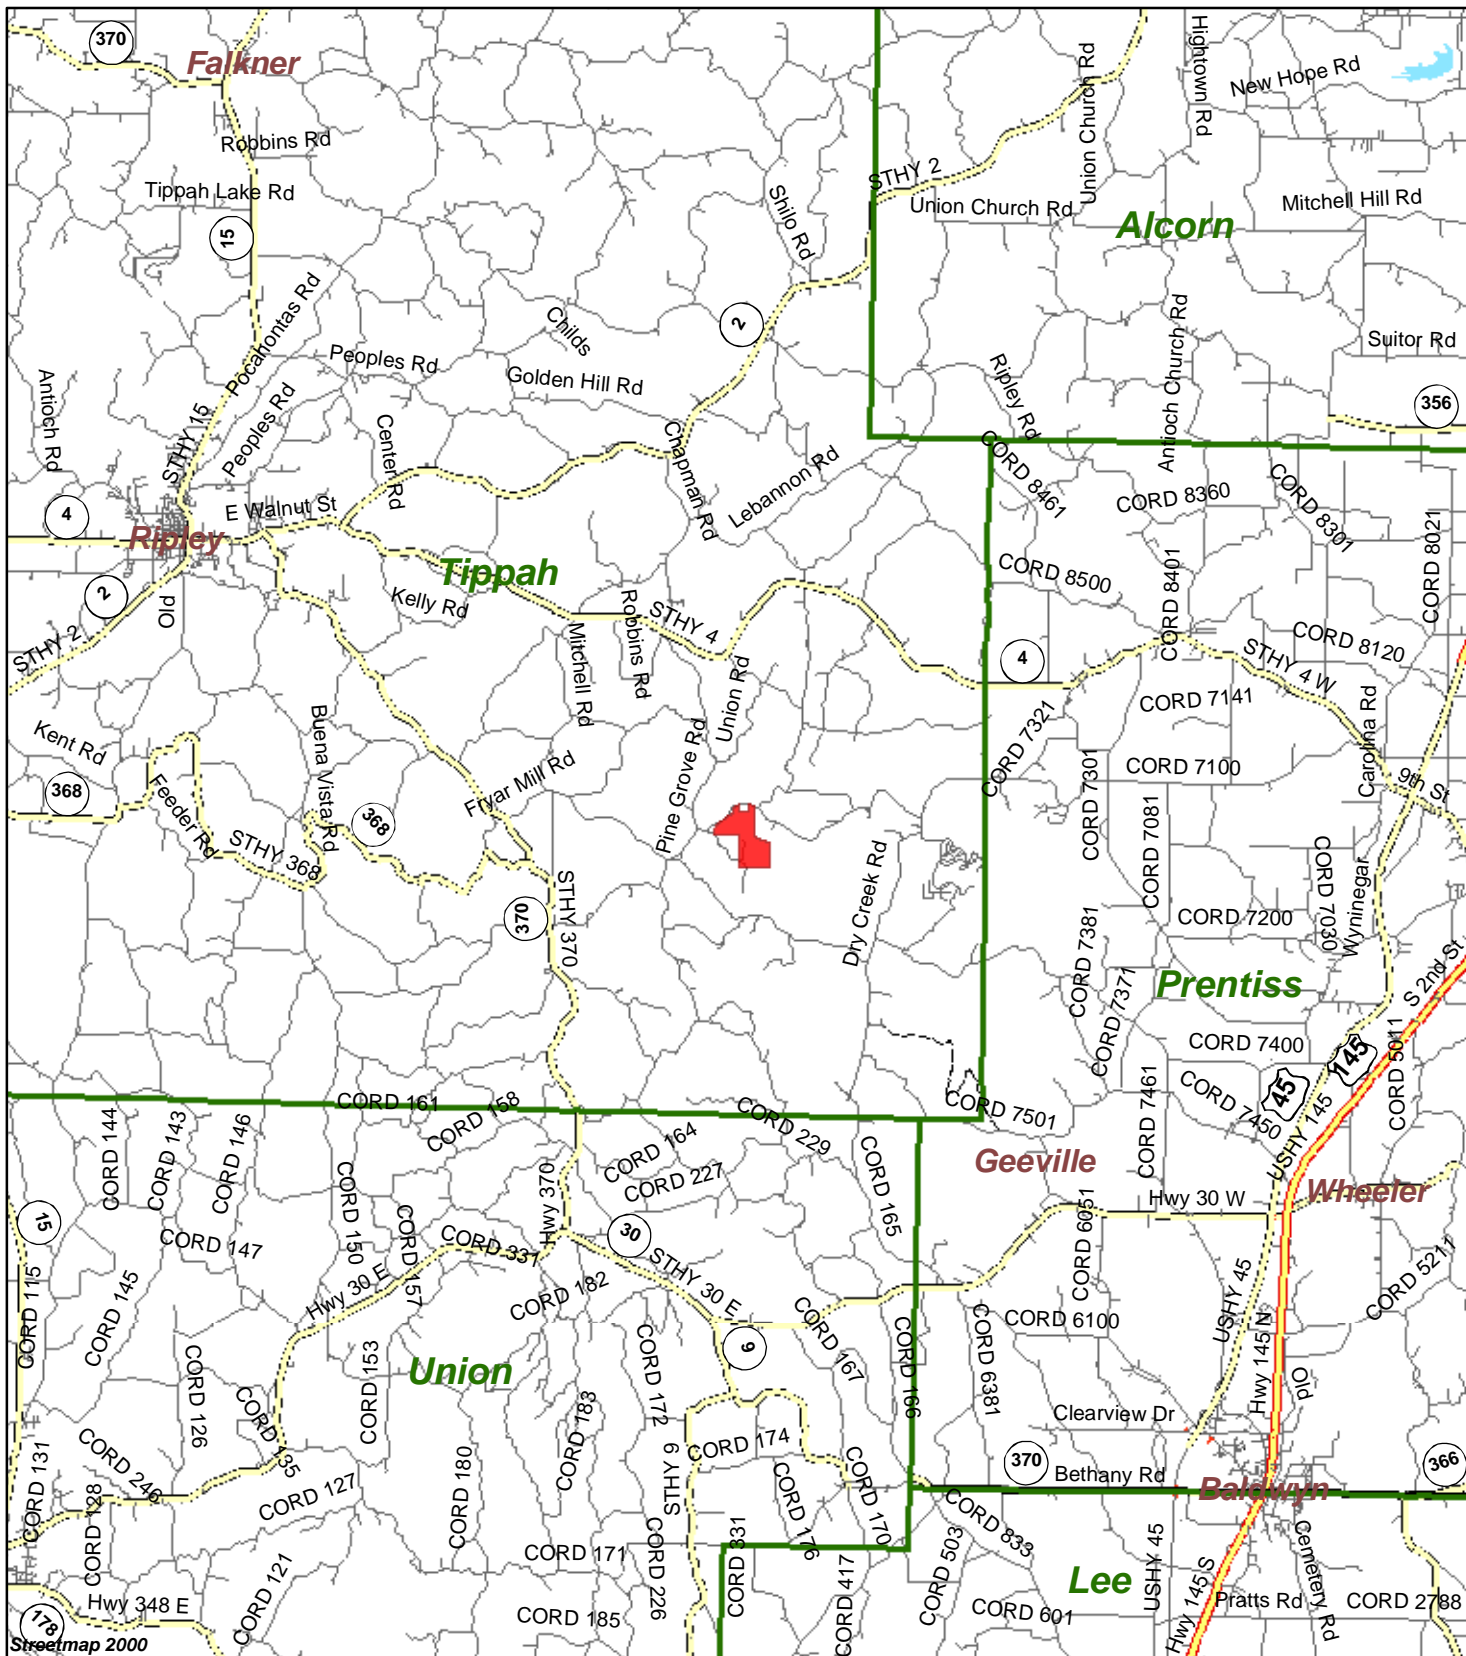 370
Falkner
Hightown Rd
New Hope Rd
Union Church Rd
Robbins Rd
STHY 2
Tippah Lake Rd
Shilo Rd
Union Church Rd
Mitchell Hill Rd
15
Alcorn
Pocahontas Rd
2
Childs
Antioch Church Rd
Suitor Rd
Peoples Rd
Golden Hill Rd
Ripley Rd
Antioch Rd
STHY 15
Peoples Rd
Center Rd
356
Chapman Rd
Lebannon Rd
CORD 8461
CORD 8360
CORD 8301
4
E Walnut St
Ripley
CORD 8021
Tippah
CORD 8500
CORD 8401
2
Old
Kelly Rd
Robbins Rd
STHY 4
STHY 2
Mitchell Rd
4
CORD 8120
STHY 4 W
Union Rd
CORD 7141
Kent Rd
Buena Vista Rd
Pine Grove Rd
CORD 7321
Carolina Rd
CORD 7301
CORD 7100
368
Feeder Rd
Fryar Mill Rd
9th St
368
CORD 7081
STHY 368
Dry Creek Rd
CORD 7030
Wyninegar
370
STHY 370
CORD 7381
CORD 7200
CORD 7371
Prentiss
S 2nd St
CORD 7400
145
CORD 5011
45
CORD 161
CORD 158
CORD 7461
CORD 7450
CORD 144
CORD 143
CORD 146
CORD 164
CORD 229
CORD 7501
USHY 145
Geeville
CORD 227
CORD 165
Wheeler
15
CORD 150
CORD 157
Hwy 370
30
CORD 6051
Hwy 30 W
CORD 147
CORD 331
STHY 30 E
CORD 115
CORD 145
Hwy 30 E
CORD 182
USHY 45
CORD 5211
9
CORD 167
CORD 6100
Union
CORD 153
CORD 172
CORD 166
CORD 6381
Hwy 145 N
CORD 126
CORD 135
CORD 183
Old
Clearview Dr
CORD 131
CORD 246
CORD 180
STHY 9
CORD 174
370
Bethany Rd
366
CORD 128
CORD 127
CORD 176
CORD 170
Baldwyn
CORD 833
CORD 121
CORD 171
CORD 226
CORD 331
CORD 417
CORD 503
Lee
USHY 45
Cemetery Rd
Hwy 348 E
CORD 185
CORD 601
Hwy 145 S
Pratts Rd
CORD 2788
178
Streetmap 2000